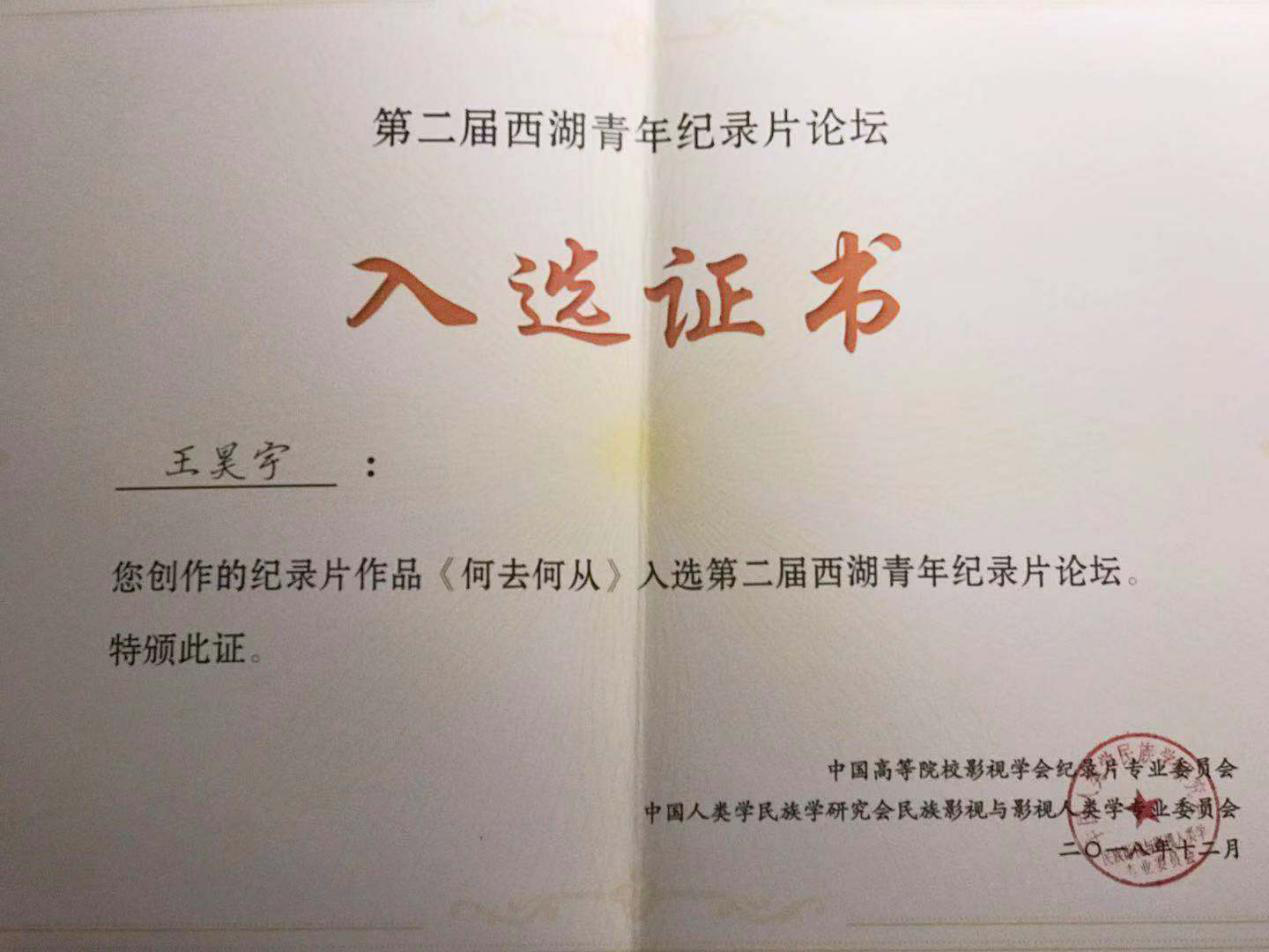 第二届西湖青年纪录片论坛
入选证书
王昊宇：
您创作的纪录片作品《何去何从》入选第二届西湖青年纪录片论坛。
特颁此证。
中国高等院校影视学会纪录片专业委员会
中国人类学民族学研究会民族影视与影视人类学专业委员会
二〇一八年十二月